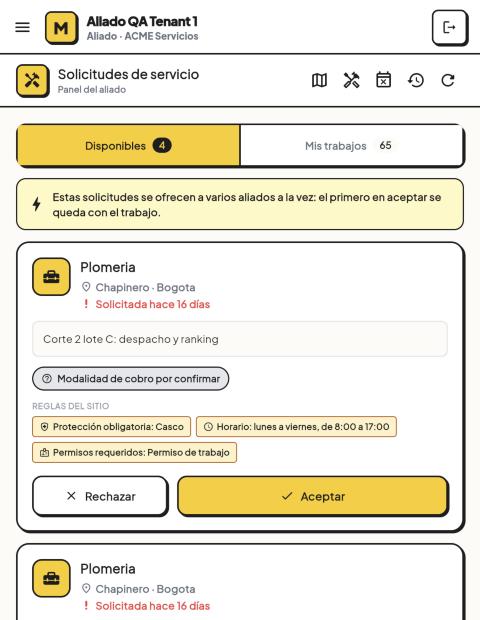 M
Aliado QA Tenant 1
Aliado · ACME Servicios
Solicitudes de servicio
Panel del aliado
Disponibles 4
Mis trabajos 65
Estas solicitudes se ofrecen a varios aliados a la vez: el primero en aceptar se
queda con el trabajo.
Plomeria
Chapinero · Bogota
Solicitada hace 16 días
Corte 2 lote C: despacho y ranking
Modalidad de cobro por confirmar
REGLAS DEL SITIO
Protección obligatoria: Casco
Horario: lunes a viernes, de 8:00 a 17:00
Permisos requeridos: Permiso de trabajo
Rechazar
Aceptar
Plomeria
Chapinero · Bogota
Solicitada hace 16 días